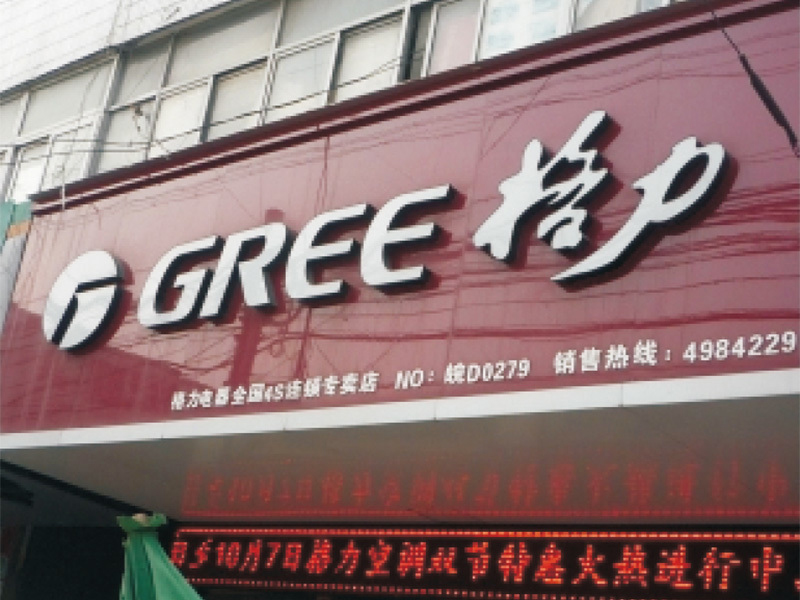 GREE 格力
格力电器全国4S连锁专卖店 NO：皖D0279 销售热线：4984229
乡10月7日格力空调双节特惠火热进行中